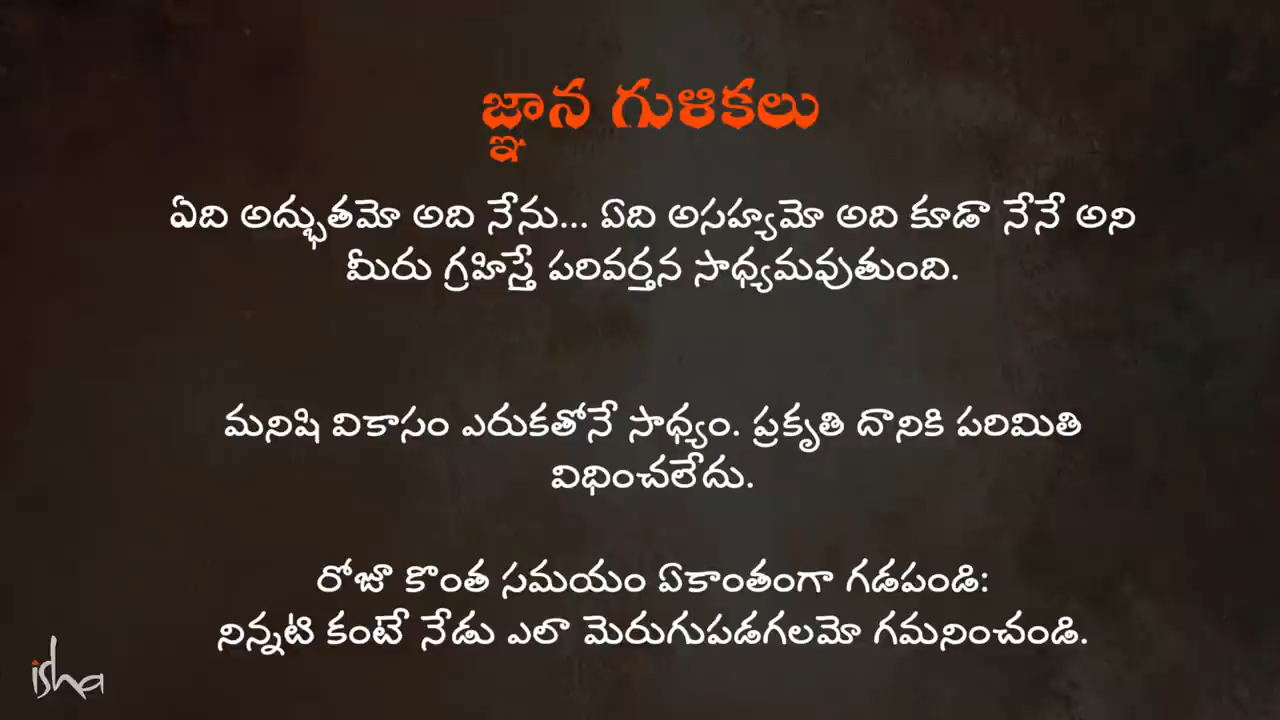 జ్ఞాన గుళికలు
ఏది అద్భుతమో అది నేను... ఏది అసహ్యమో అది కూడా నేనే అని
మీరు గ్రహిస్తే పరివర్తన సాధ్యమవుతుంది.
మనిషి వికాసం ఎరుకతోనే సాధ్యం. ప్రకృతి దానికి పరిమితి
విధించలేదు.
రోజూ కొంత సమయం ఏకాంతంగా గడపండి:
నిన్నటి కంటే నేడు ఎలా మెరుగుపడగలమో గమనించండి.
isha